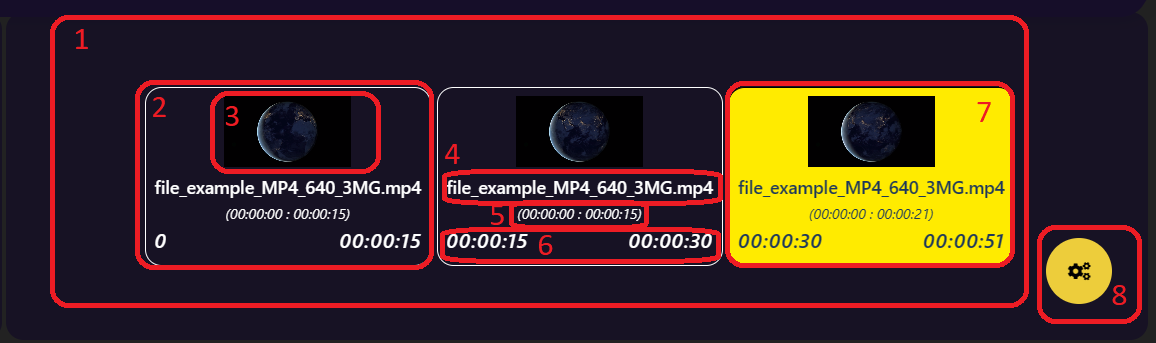 1
2
3
file_example_MP4_640_3MG.mp4
(00:00:00 : 00:00:15)
0 00:00:15
4
file_example_MP4_640_3MG.mp4
5 (00:00:00 : 00:00:15)
00:00:15 6 00:00:30
7
file_example_MP4_640_3MG.mp4
(00:00:00 : 00:00:21)
00:00:30 00:00:51
8